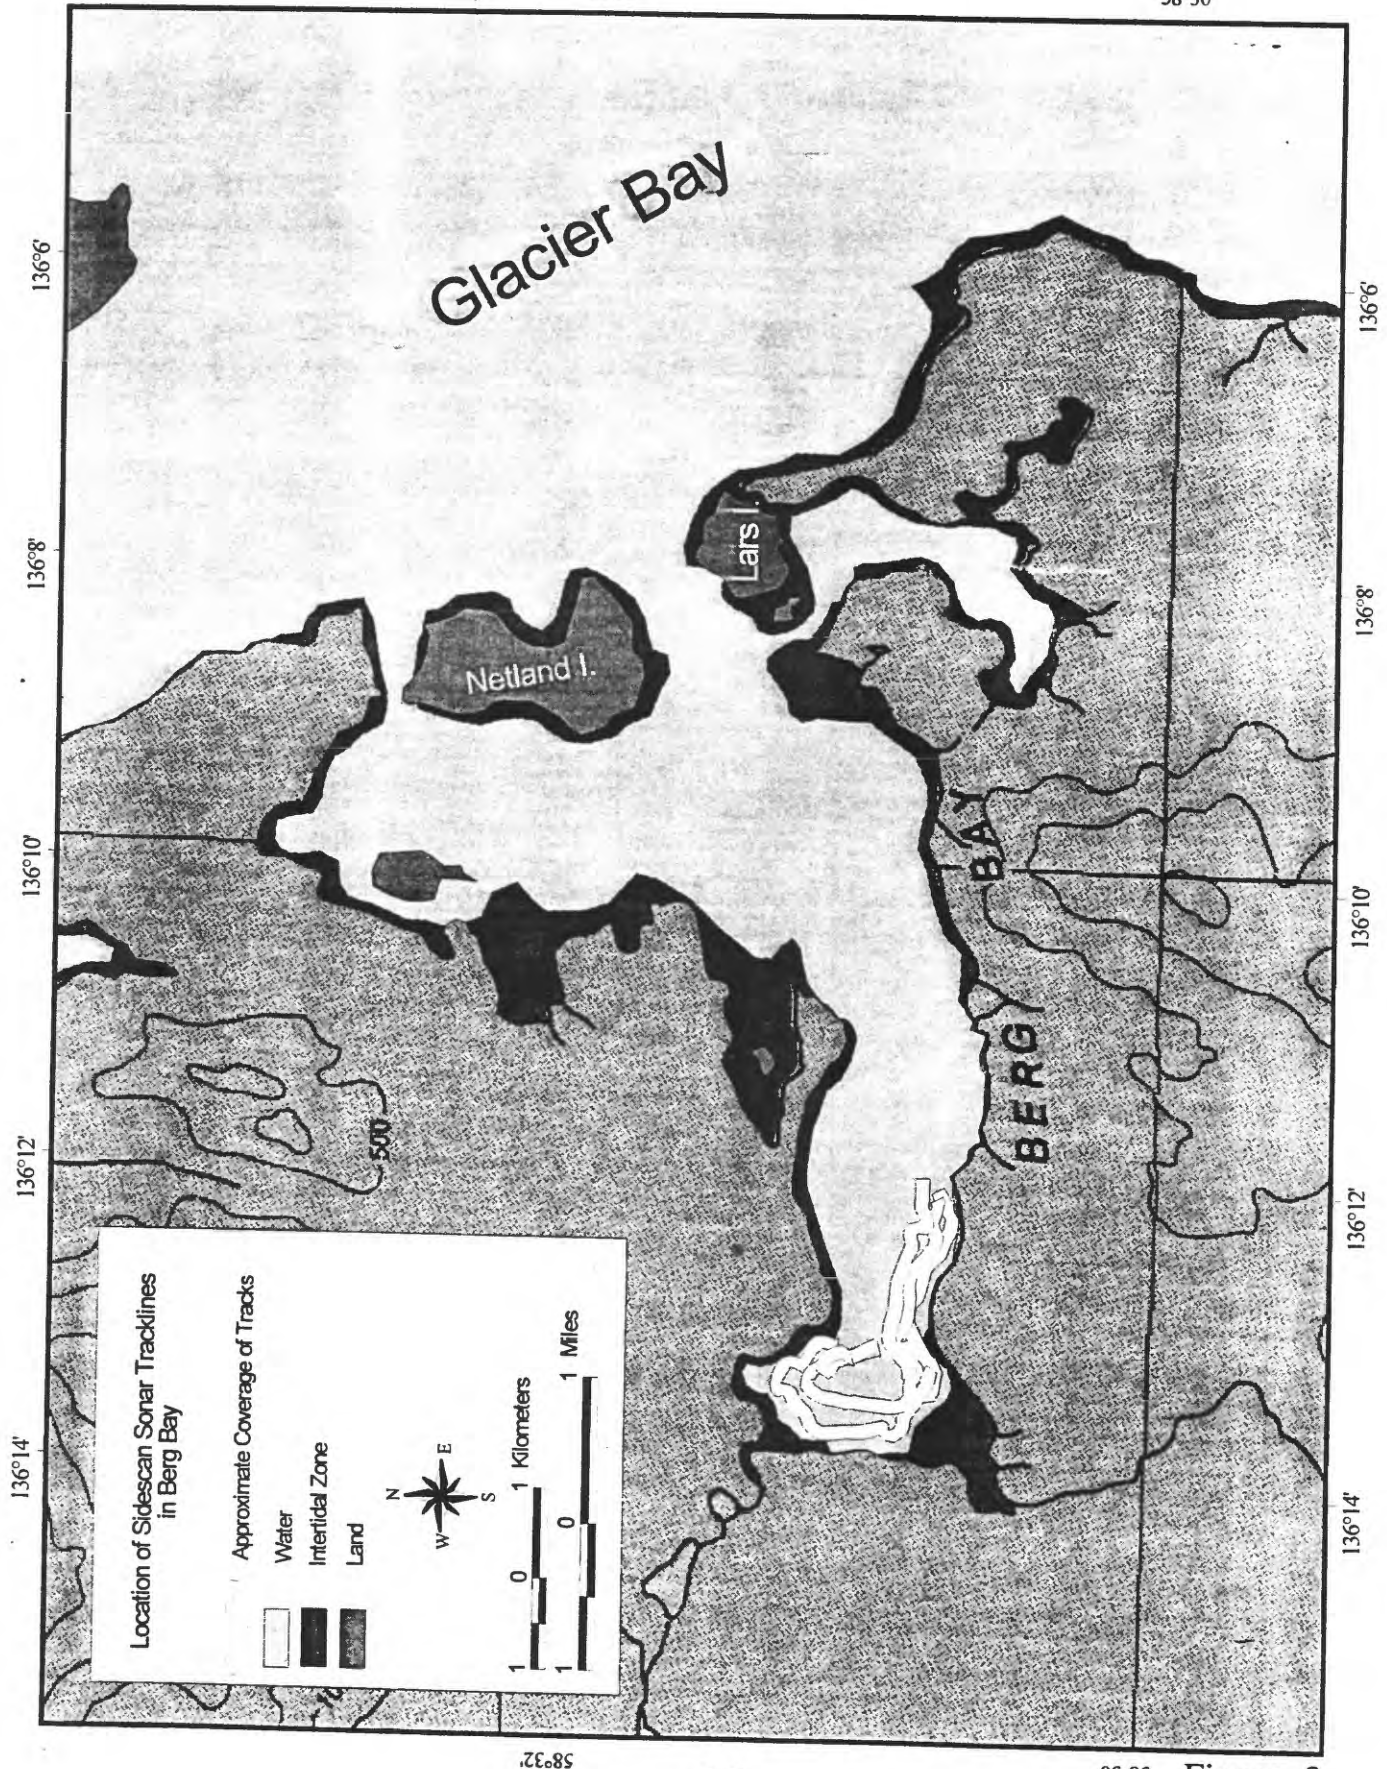 Location of Sidescan Sonar Tracklines
in Berg Bay
Approximate Coverage of Tracks
Water
Intertidal Zone
Land
N
W E
S
1 0 1 Kilometers
1 0 1 Miles
136°14'
136°12'
136°10'
136°8'
136°6'
Glacier Bay
Netland I.
Lars I.
BERG BAY
500
58°32'
136°14'
136°12'
136°10'
136°8'
136°6'